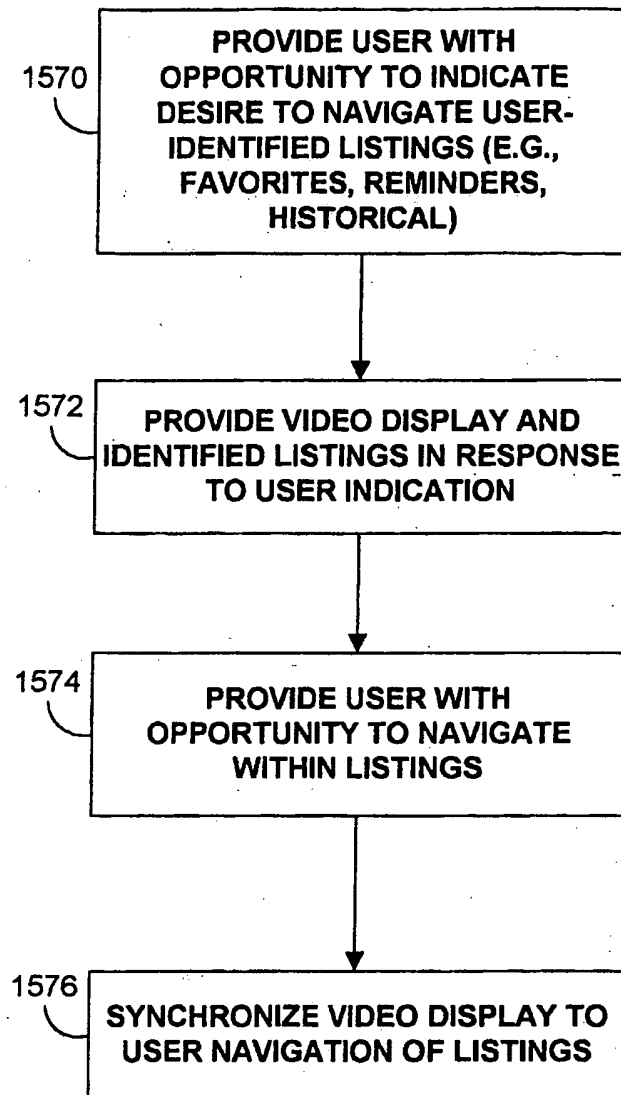 1570
PROVIDE USER WITH
OPPORTUNITY TO INDICATE
DESIRE TO NAVIGATE USER-
IDENTIFIED LISTINGS (E.G.,
FAVORITES, REMINDERS,
HISTORICAL)
1572
PROVIDE VIDEO DISPLAY AND
IDENTIFIED LISTINGS IN RESPONSE
TO USER INDICATION
1574
PROVIDE USER WITH
OPPORTUNITY TO NAVIGATE
WITHIN LISTINGS
1576
SYNCHRONIZE VIDEO DISPLAY TO
USER NAVIGATION OF LISTINGS